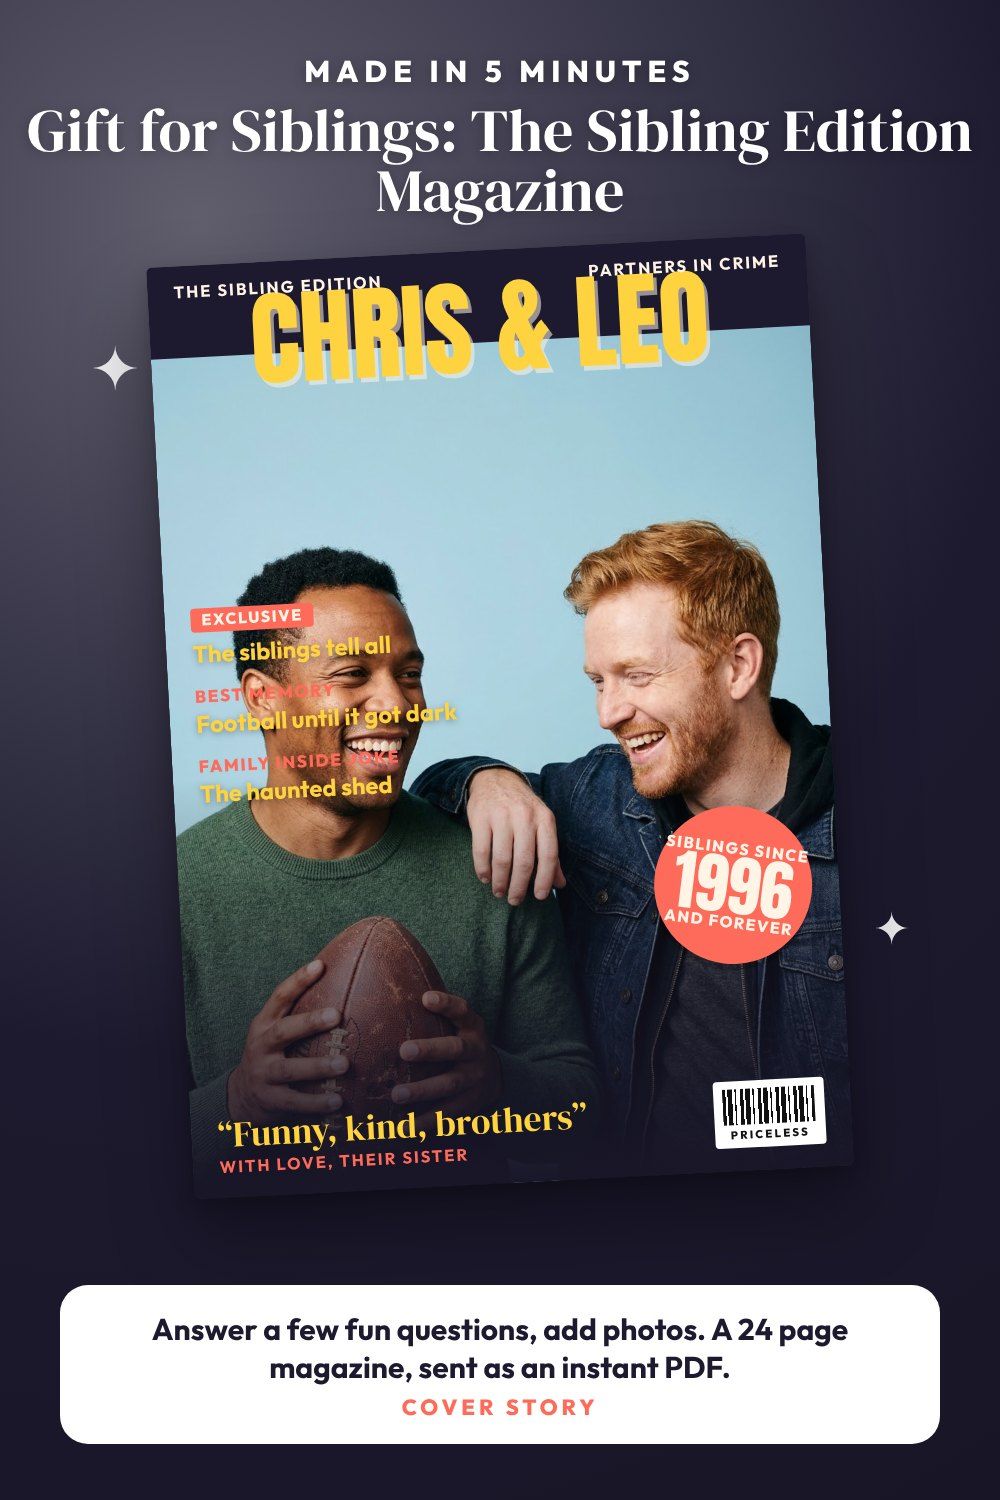 MADE IN 5 MINUTES
Gift for Siblings: The Sibling Edition
Magazine
THE SIBLING EDITION
PARTNERS IN CRIME
CHRIS & LEO
EXCLUSIVE
The siblings tell all
BEST MEMORY
Football until it got dark
FAMILY INSIDE JOKE
The haunted shed
SIBLINGS SINCE
1996
AND FOREVER
“Funny, kind, brothers”
WITH LOVE, THEIR SISTER
PRICELESS
Answer a few fun questions, add photos. A 24 page
magazine, sent as an instant PDF.
COVER STORY